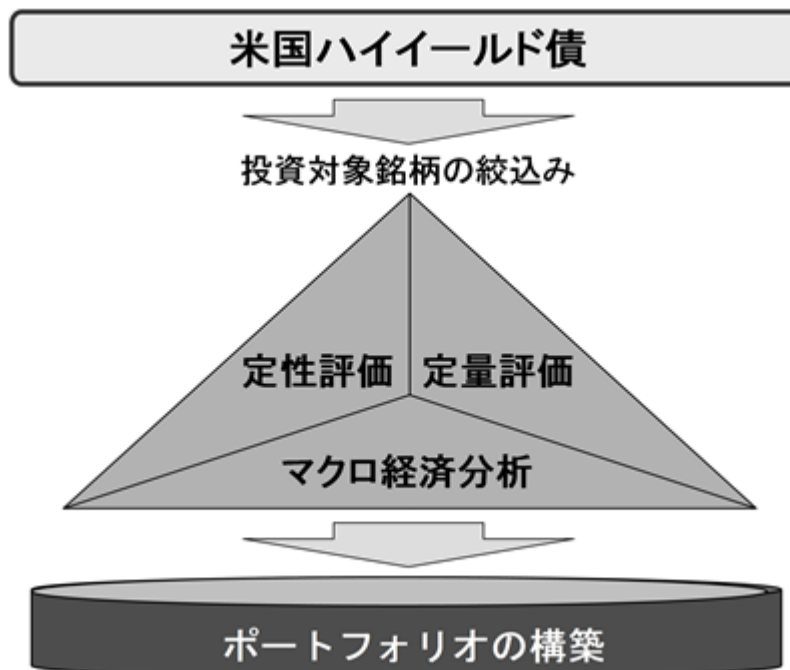 米国ハイイールド債
投資対象銘柄の絞込み
定性評価 定量評価
マクロ経済分析
ポートフォリオの構築